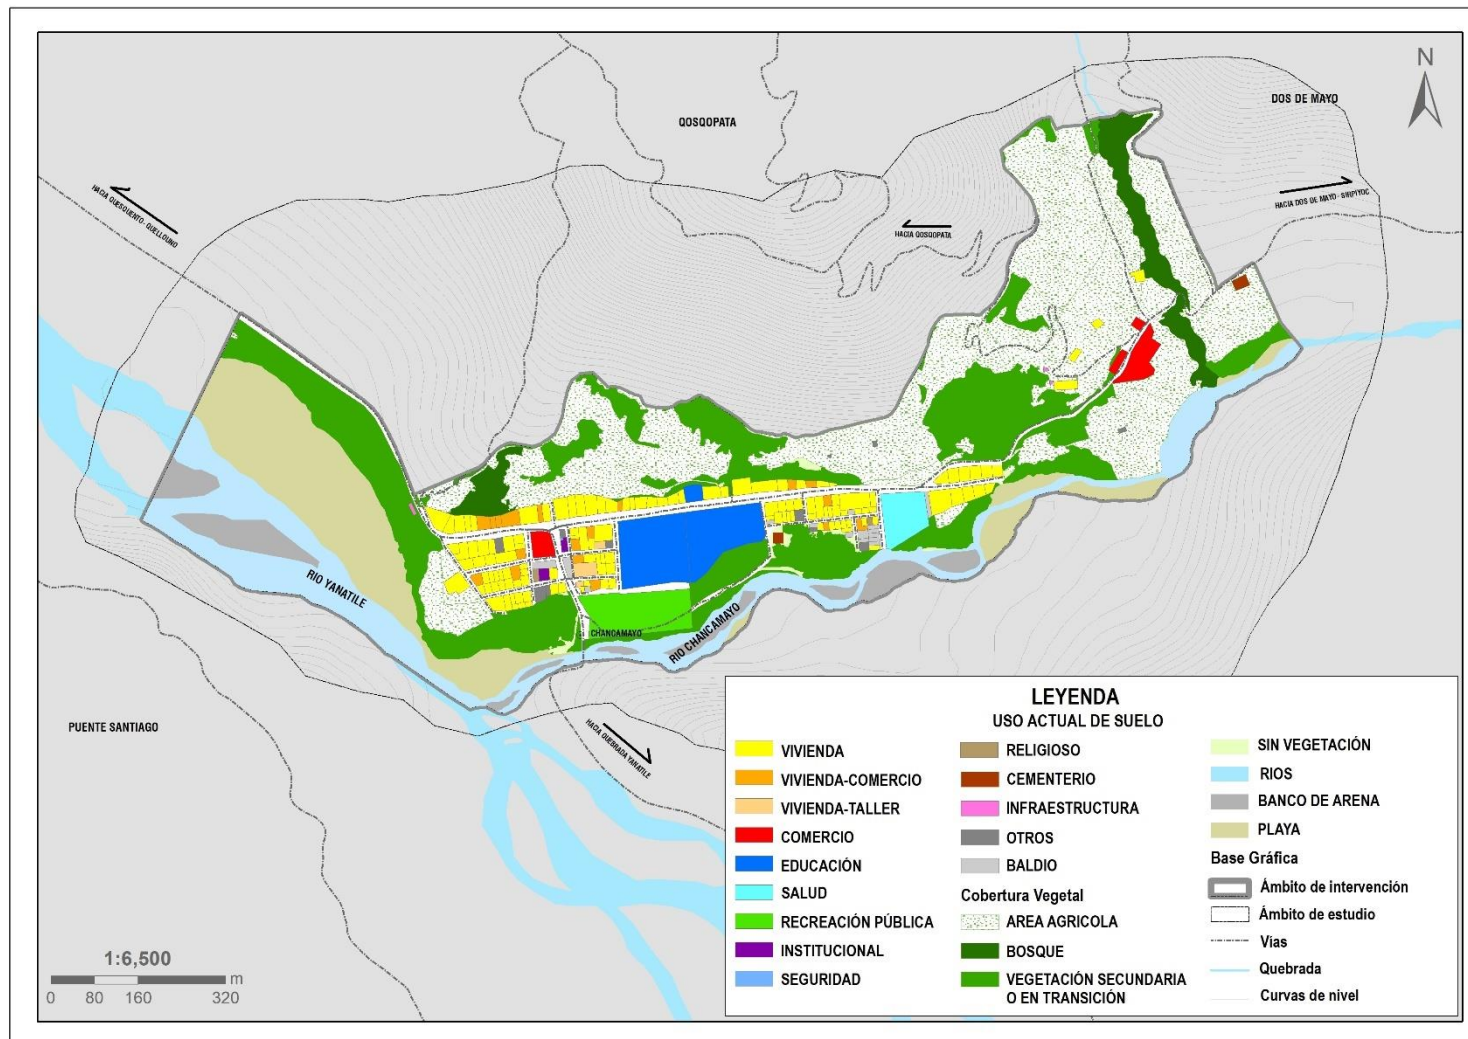 N
DOS DE MAYO
QOSQOPATA
HACIA QUESQUENTO-QUELLOUNO
HACIA DOS DE MAYO - SIRIPIYOC
HACIA QOSQOPATA
RIO YANATILE
CHANCAMAYO
RIO CHANCAMAYO
PUENTE SANTIAGO
HACIA QUEBRADA YANATILE
LEYENDA
USO ACTUAL DE SUELO
VIVIENDA
VIVIENDA-COMERCIO
VIVIENDA-TALLER
COMERCIO
EDUCACIÓN
SALUD
RECREACIÓN PÚBLICA
INSTITUCIONAL
SEGURIDAD
RELIGIOSO
CEMENTERIO
INFRAESTRUCTURA
OTROS
BALDIO
Cobertura Vegetal
AREA AGRICOLA
BOSQUE
VEGETACIÓN SECUNDARIA
O EN TRANSICIÓN
SIN VEGETACIÓN
RIOS
BANCO DE ARENA
PLAYA
Base Gráfica
Ámbito de intervención
Ámbito de estudio
Vias
Quebrada
Curvas de nivel
1:6,500
m
0 80 160 320